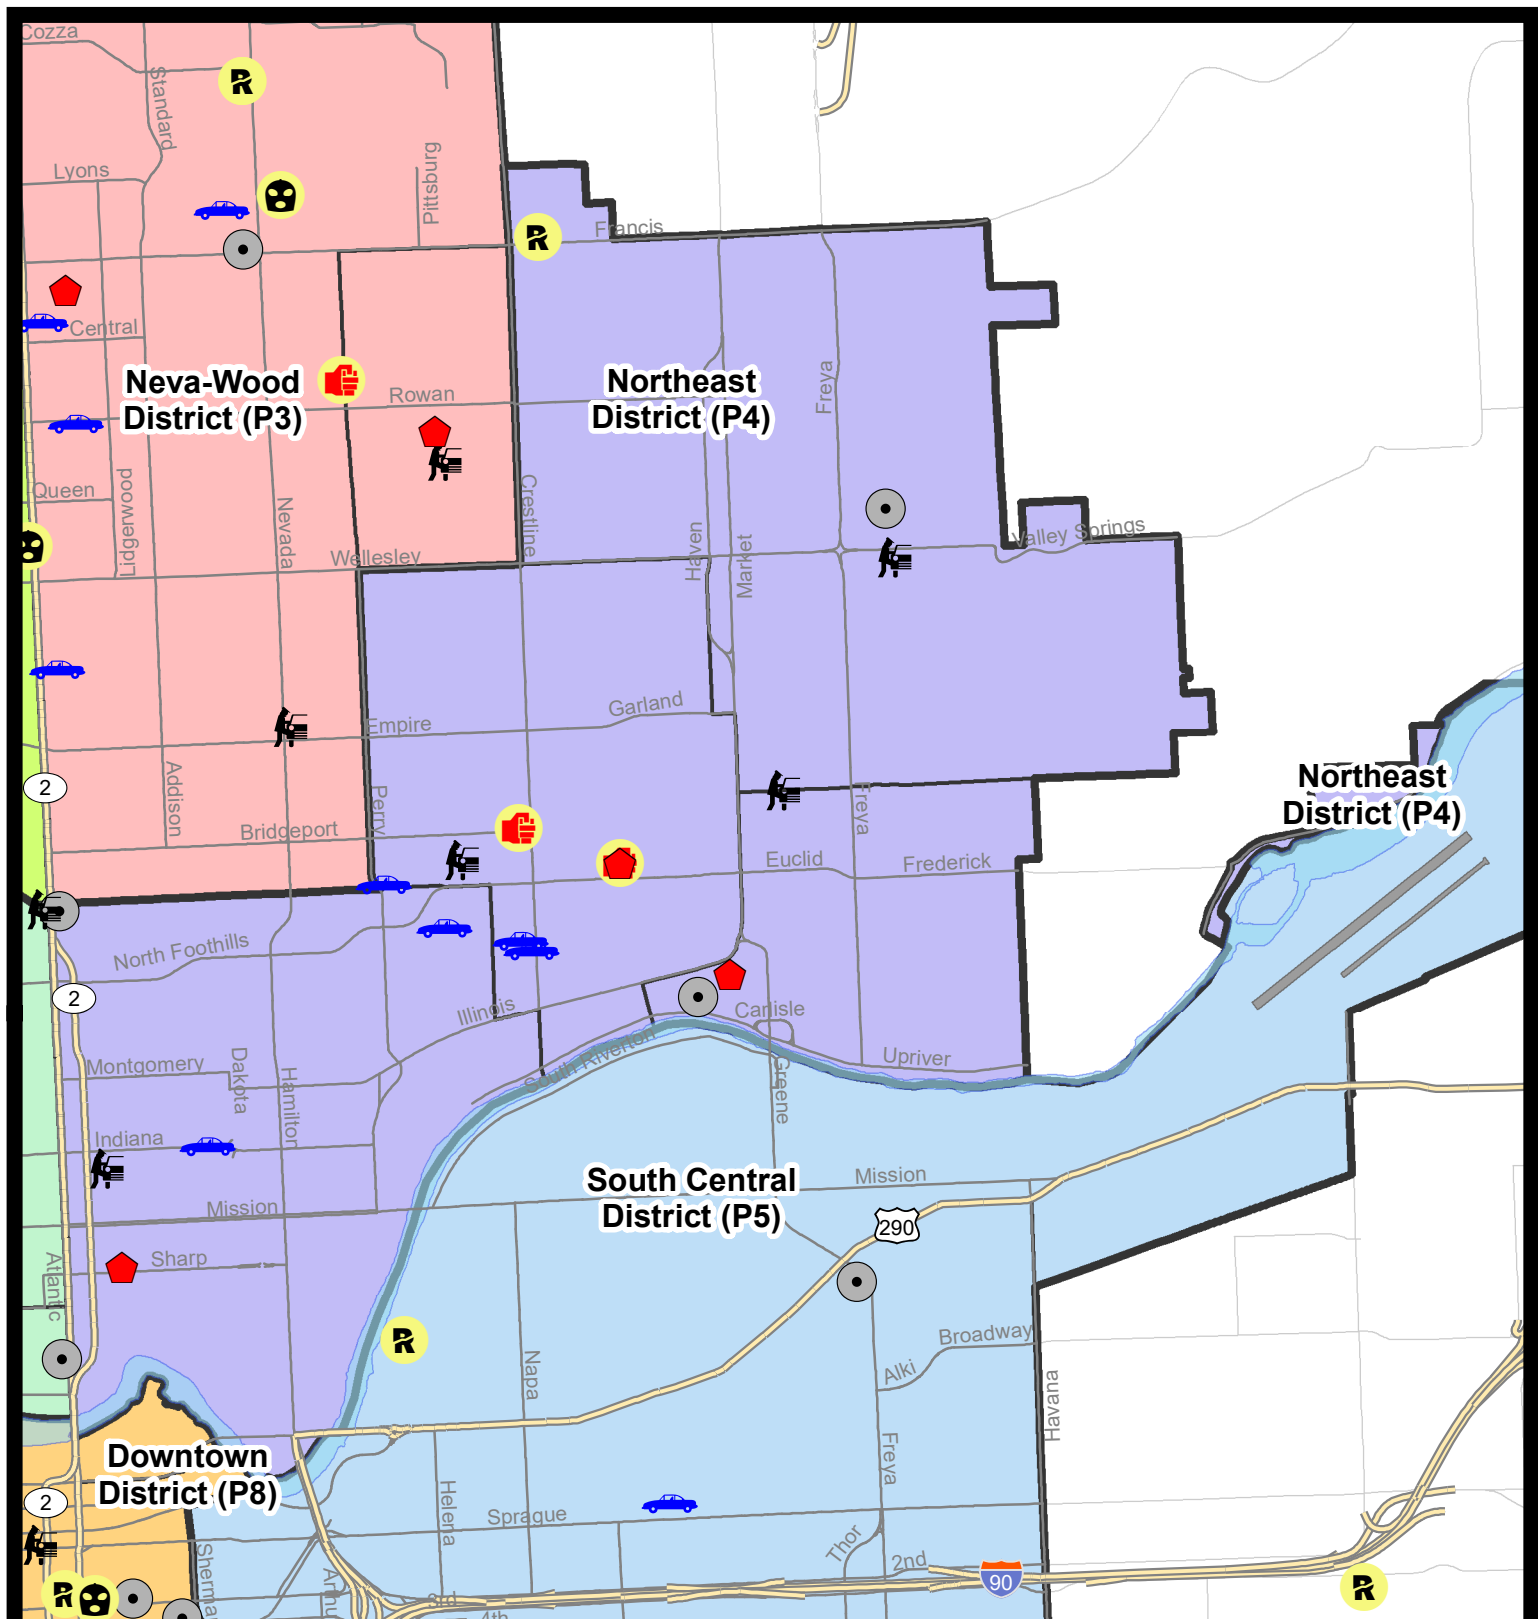 Cozza
Standard
Lyons
Pittsburg
Francis
Central
Neva-Wood
District (P3)
Rowan
Northeast
District (P4)
Freya
Queen
Lidgerwood
Nevada
Crestline
Haven
Market
Valley Springs
Wellesley
Garland
Empire
Addison
Perry
Freya
2
Northeast
District (P4)
Bridgeport
Euclid
Frederick
North Foothills
2
Illinois
Carlisle
South Riverton
Upriver
Montgomery
Dakota
Hamilton
Greene
Indiana
South Central
District (P5)
Mission
Mission
290
Atlantic
Sharp
Broadway
Napa
Alki
Havana
Downtown
District (P8)
2
Helena
Freya
Sprague
Thor
2nd
Sherman
3rd
4th
90